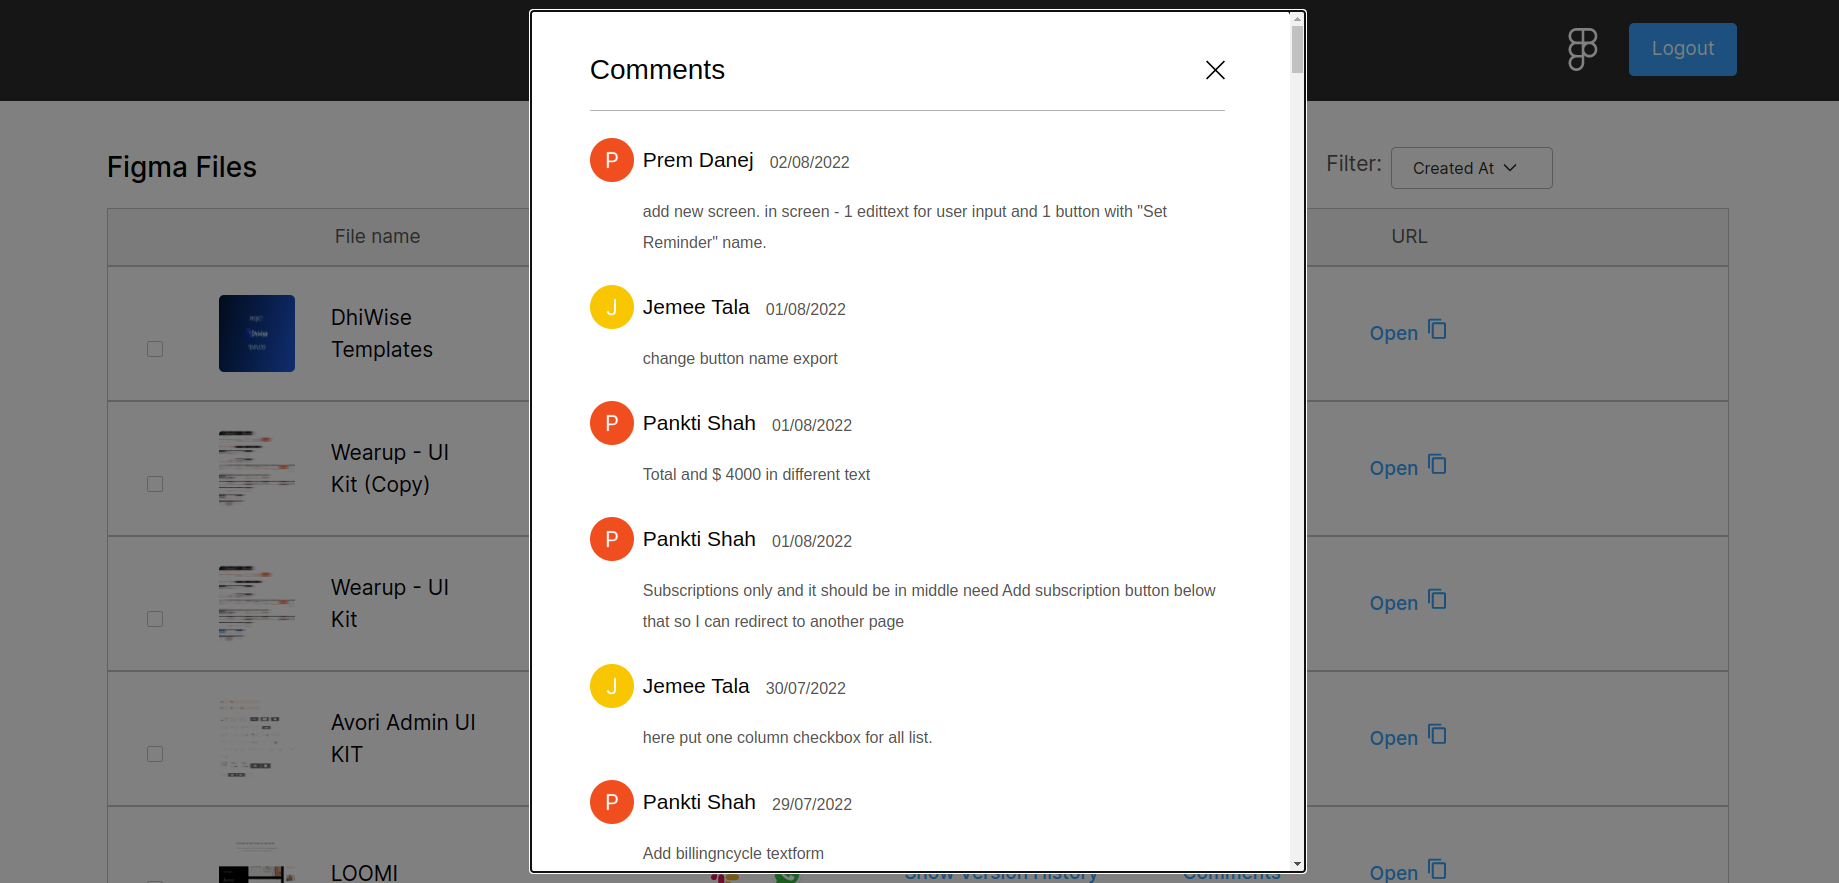 Logout
Comments
Figma Files
Filter: Created At
File name
URL
P Prem Danej 02/08/2022
add new screen. in screen - 1 edittext for user input and 1 button with "Set
Reminder" name.
J Jemee Tala 01/08/2022
change button name export
P Pankti Shah 01/08/2022
Total and $ 4000 in different text
P Pankti Shah 01/08/2022
Subscriptions only and it should be in middle need Add subscription button below
that so I can redirect to another page
J Jemee Tala 30/07/2022
here put one column checkbox for all list.
P Pankti Shah 29/07/2022
Add billingncycle textform
DhiWise
Templates
Open
Wearup - UI
Kit (Copy)
Open
Wearup - UI
Kit
Open
Avori Admin UI
KIT
Open
LOOMI
Show Version History
Comments
Open